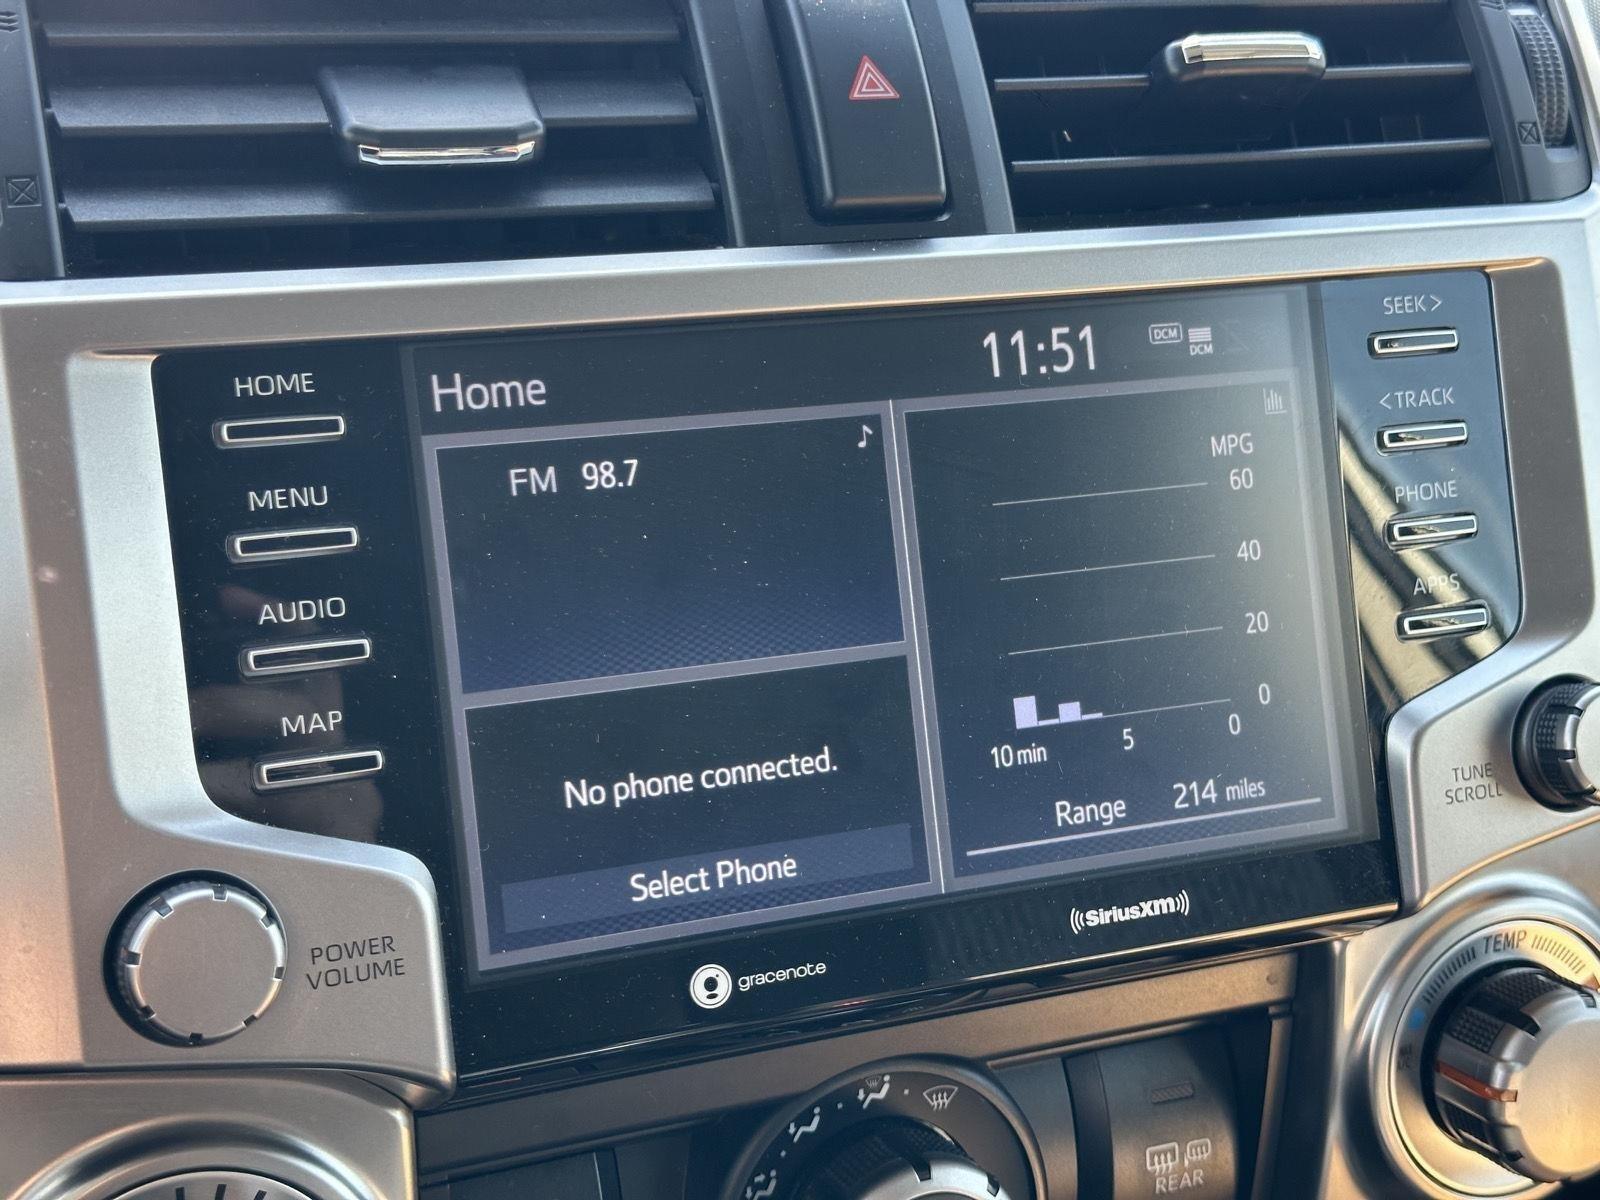 HOME
MENU
AUDIO
MAP
POWER
VOLUME
Home
11:51
DCM
DCM
FM 98.7
No phone connected.
Select Phone
MPG
60
40
20
0
10 min 5 0
Range 214 miles
gracenote
SiriusXM
SEEK >
< TRACK
PHONE
APPS
TUNE
SCROLL
TEMP
REAR